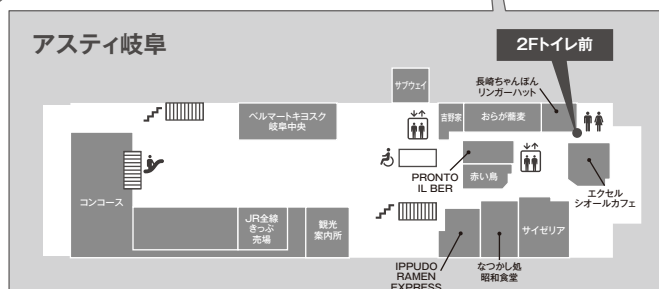 アスティ岐阜
2Fトイレ前
サブウェイ
長崎ちゃんぽん
リンガーハット
ベルマートキヨスク
岐阜中央
吉野家
おらが蕎麦
PRONTO
IL BER
赤い鳥
エクセル
シオールカフェ
コンコース
JR全線
きっぷ
売場
観光
案内所
サイゼリア
IPPUDO
RAMEN
EXPRESS
なつかし処
昭和食堂